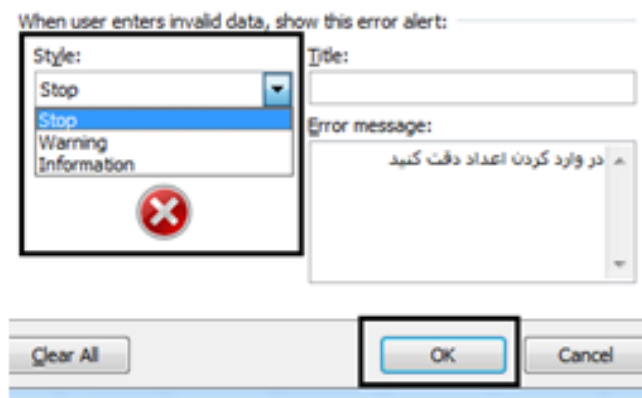 When user enters invalid data, show this error alert:
Style:
Title:
Stop
Stop
Warning
Information
Error message:
در وارد کردن اعداد دقت کنید
Clear All
OK
Cancel